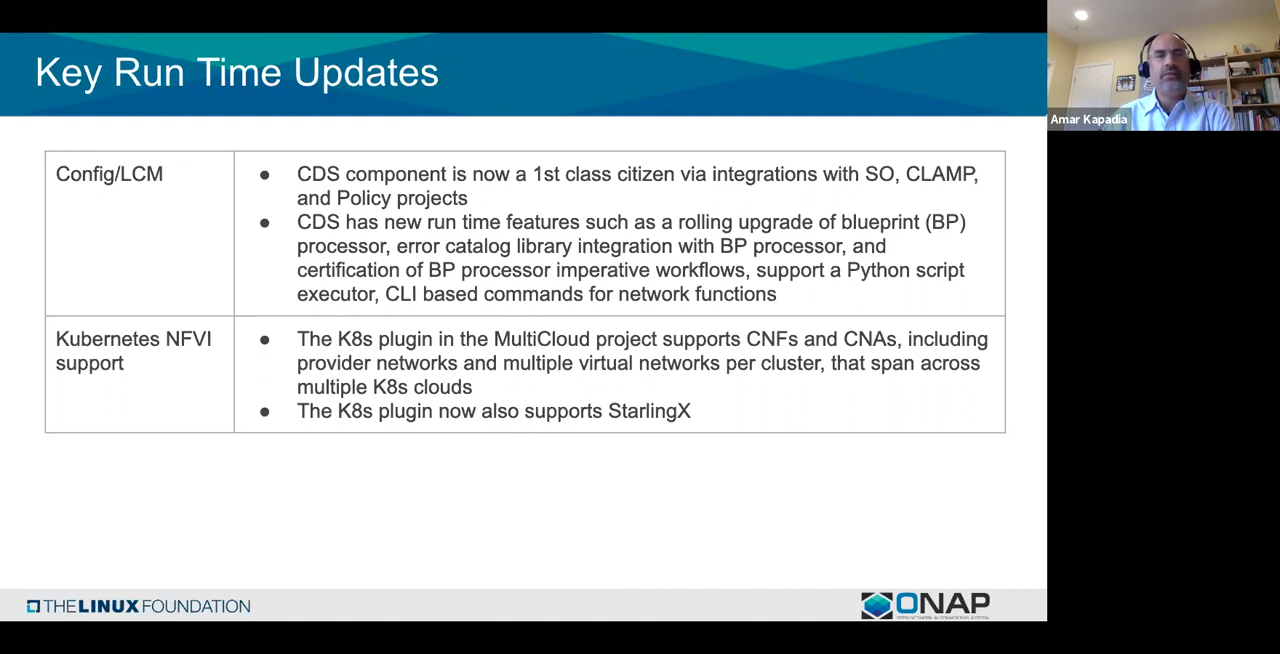 Key Run Time Updates
Amar Kapadia
Config/LCM
● CDS component is now a 1st class citizen via integrations with SO, CLAMP,
and Policy projects
● CDS has new run time features such as a rolling upgrade of blueprint (BP)
processor, error catalog library integration with BP processor, and
certification of BP processor imperative workflows, support a Python script
executor, CLI based commands for network functions
Kubernetes NFVI
support
● The K8s plugin in the MultiCloud project supports CNFs and CNAs, including
provider networks and multiple virtual networks per cluster, that span across
multiple K8s clouds
● The K8s plugin now also supports StarlingX
THE LINUX FOUNDATION
ONAP